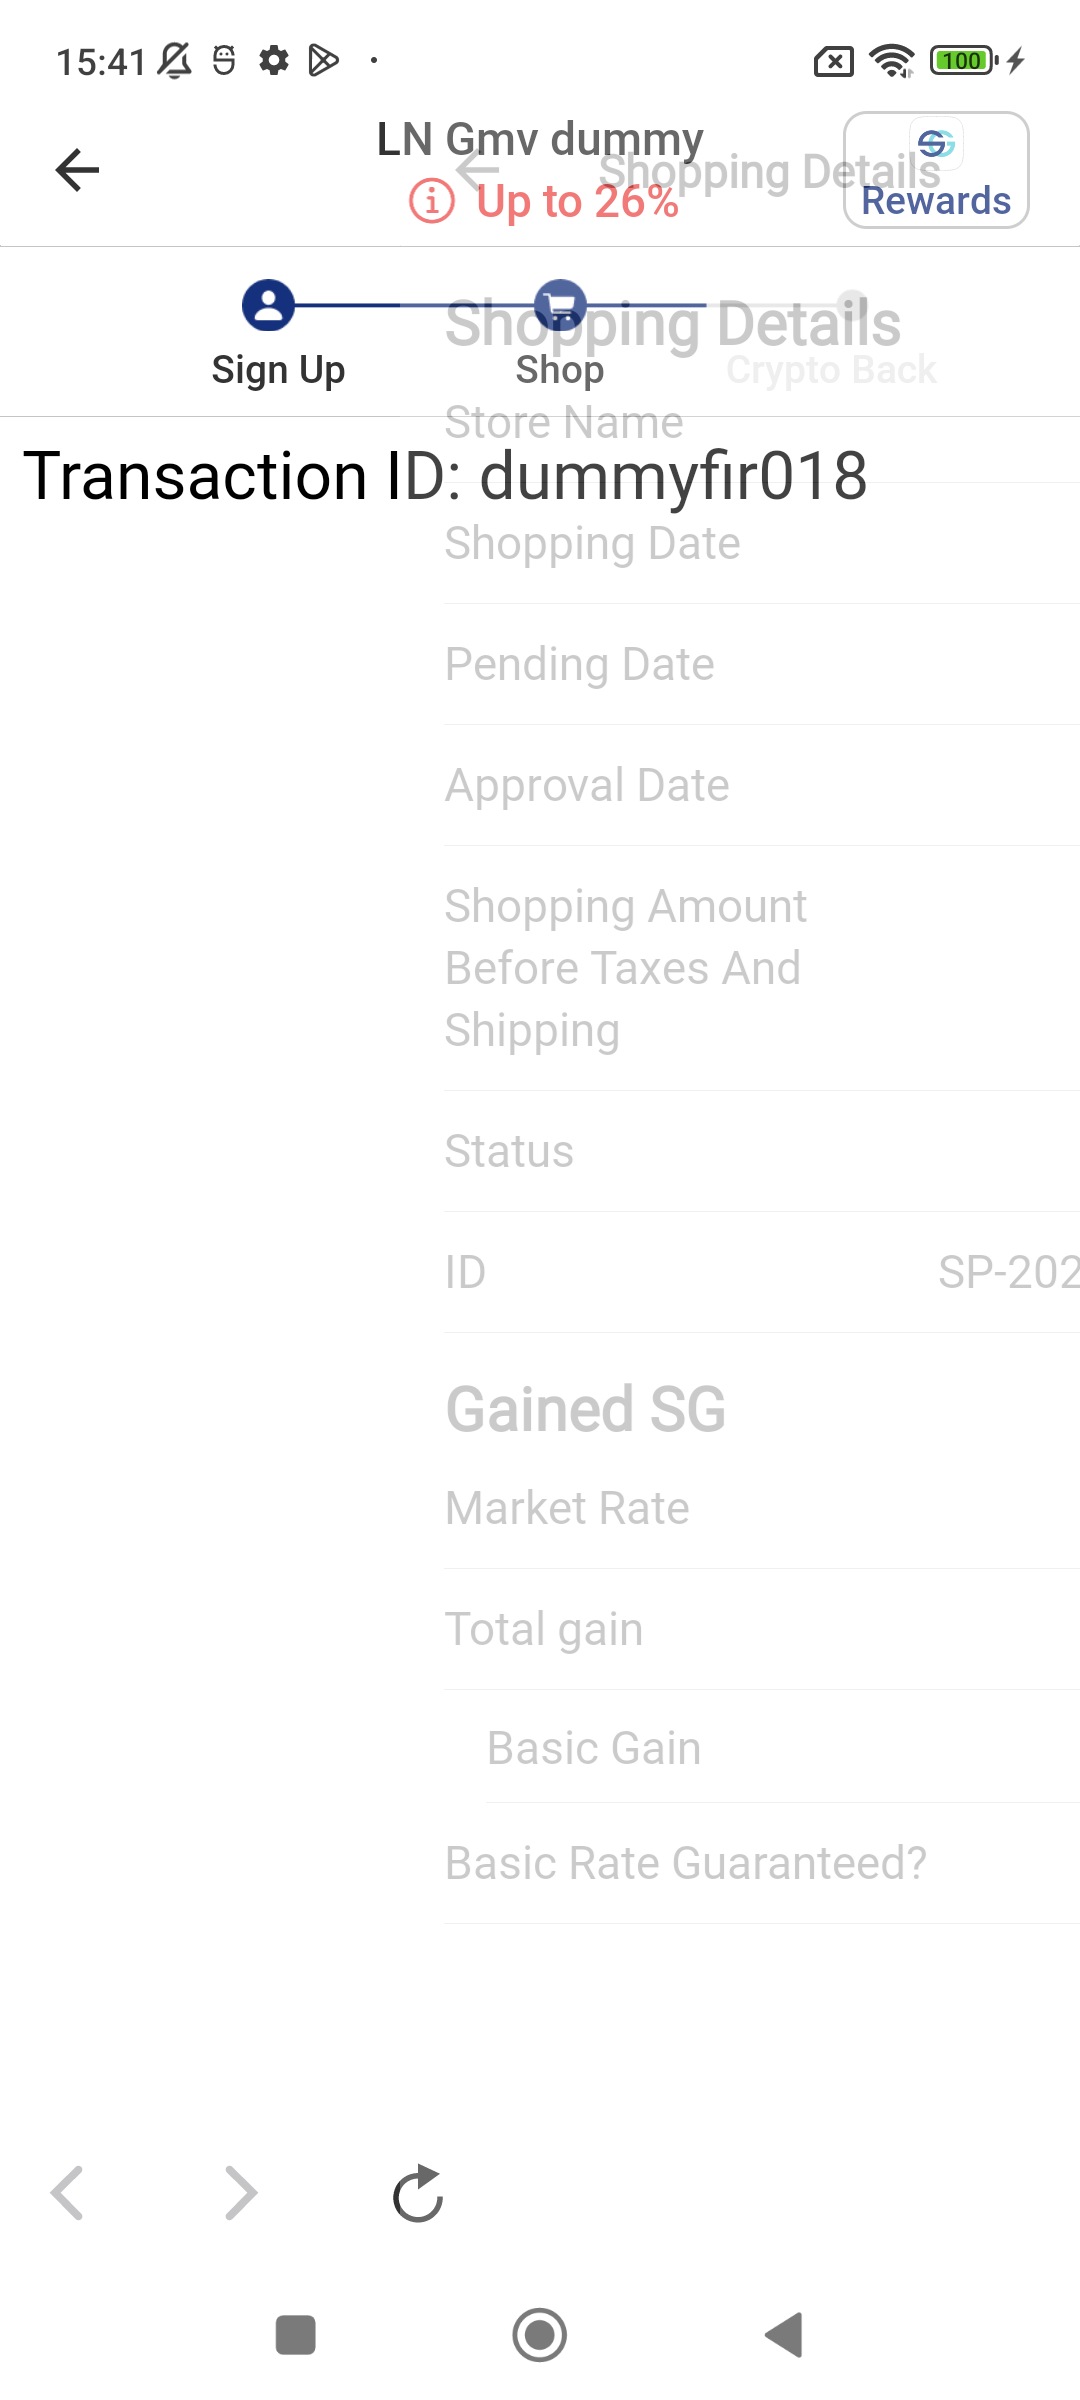 15:41
100
LN Gmv dummy
Shopping Details
Up to 26%
Rewards
Shopping Details
Sign Up
Shop
Crypto Back
Store Name
Transaction ID: dummyfir018
Shopping Date
Pending Date
Approval Date
Shopping Amount
Before Taxes And
Shipping
Status
ID SP-202
Gained SG
Market Rate
Total gain
Basic Gain
Basic Rate Guaranteed?